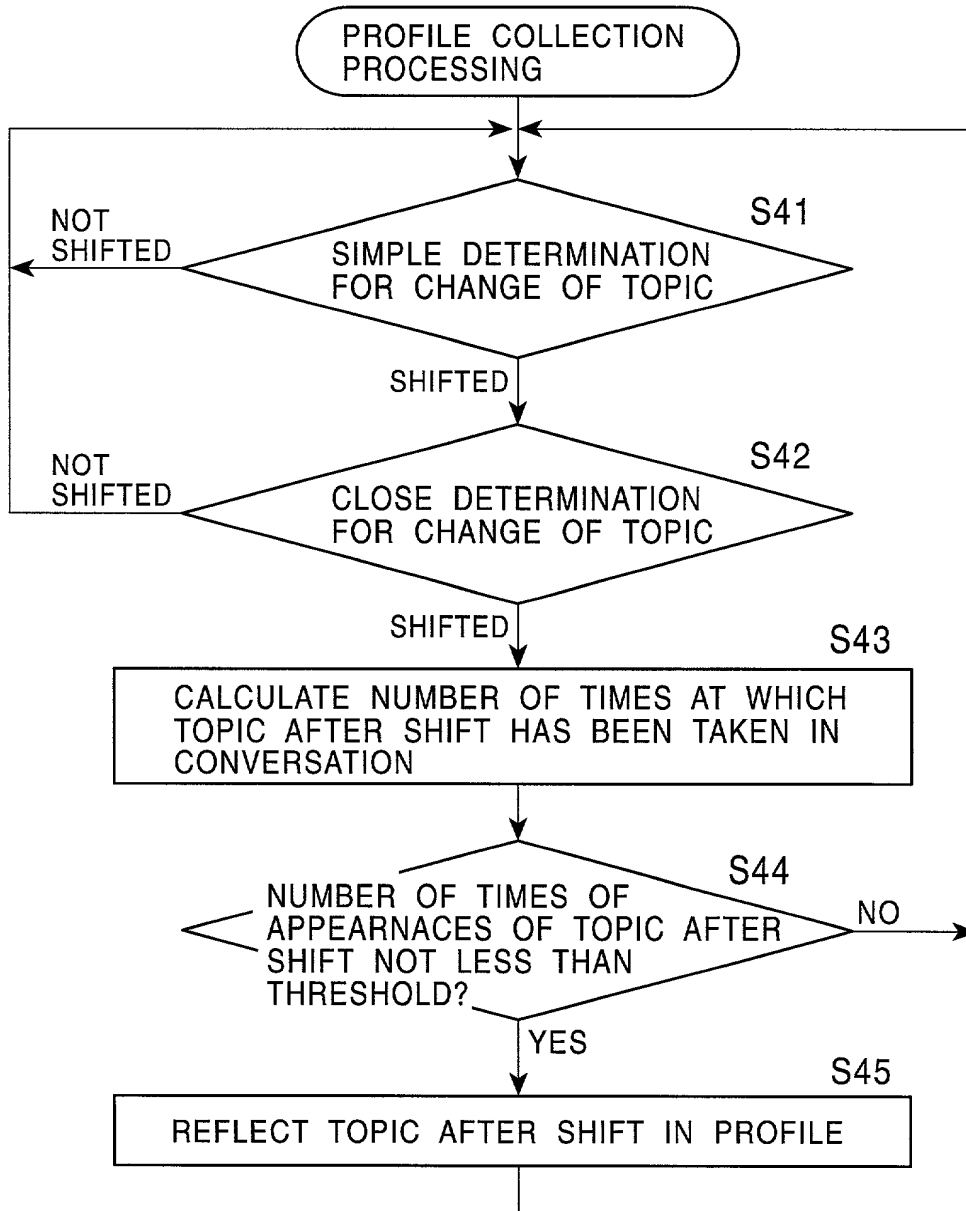 PROFILE COLLECTION
PROCESSING
S41
NOT
SHIFTED
SIMPLE DETERMINATION
FOR CHANGE OF TOPIC
SHIFTED
S42
NOT
SHIFTED
CLOSE DETERMINATION
FOR CHANGE OF TOPIC
SHIFTED
S43
CALCULATE NUMBER OF TIMES AT WHICH
TOPIC AFTER SHIFT HAS BEEN TAKEN IN
CONVERSATION
S44
NUMBER OF TIMES OF
APPEARNACES OF TOPIC AFTER
SHIFT NOT LESS THAN
THRESHOLD?
NO
YES
S45
REFLECT TOPIC AFTER SHIFT IN PROFILE